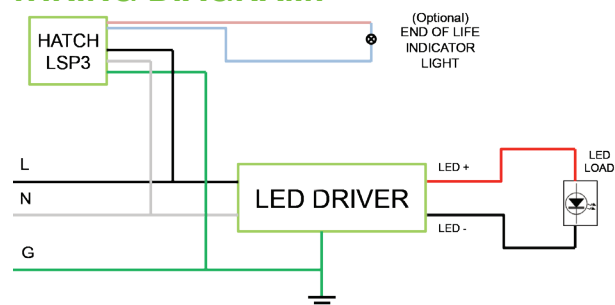 (Optional)
END OF LIFE
INDICATOR
LIGHT
HATCH
LSP3
L
N
G
LED DRIVER
LED +
LED -
LED
LOAD